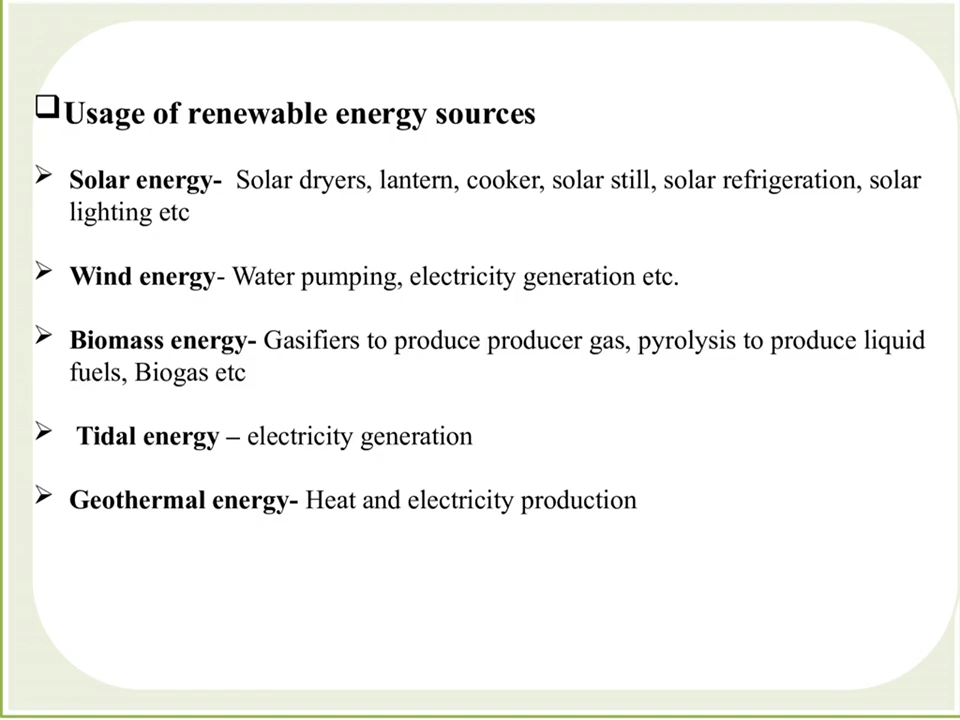 Usage of renewable energy sources
Solar energy- Solar dryers, lantern, cooker, solar still, solar refrigeration, solar
lighting etc
Wind energy- Water pumping, electricity generation etc.
Biomass energy- Gasifiers to produce producer gas, pyrolysis to produce liquid
fuels, Biogas etc
Tidal energy – electricity generation
Geothermal energy- Heat and electricity production